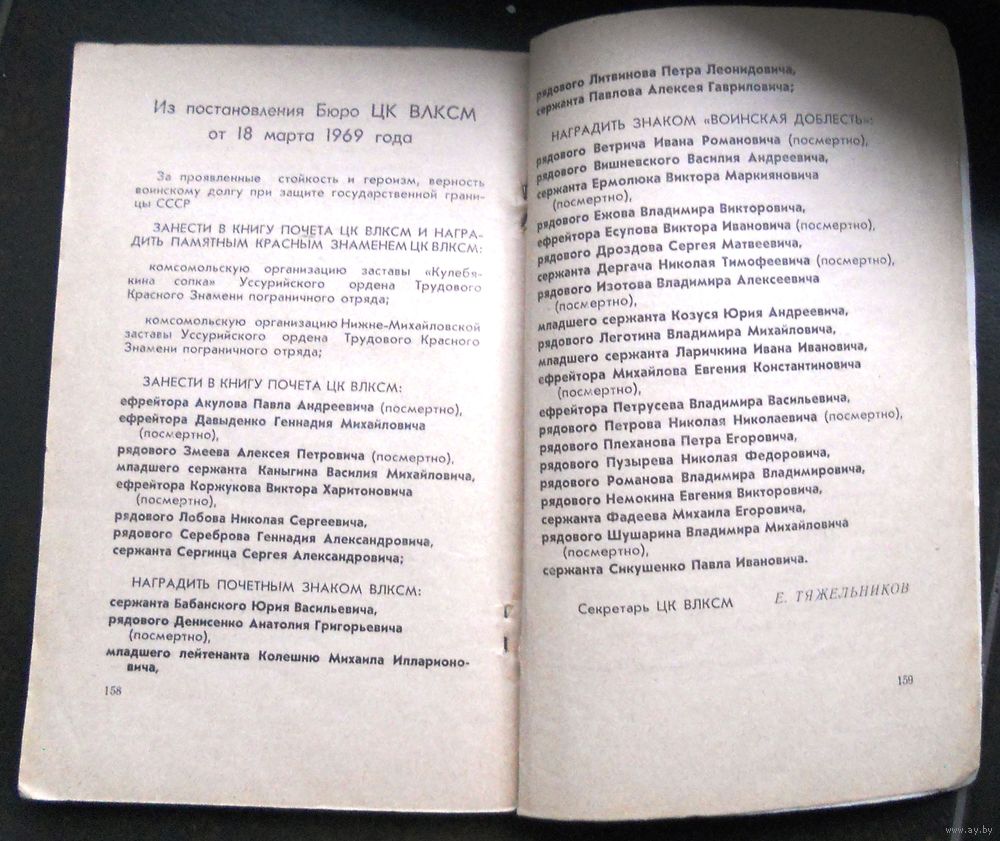 Из постановления Бюро ЦК ВЛКСМ
от 18 марта 1969 года
За проявленные стойкость и героизм, верность
воинскому долгу при защите государственной грани-
цы СССР
ЗАНЕСТИ В КНИГУ ПОЧЕТА ЦК ВЛКСМ И НАГРА-
ДИТЬ ПАМЯТНЫМ КРАСНЫМ ЗНАМЕНЕМ ЦК ВЛКСМ:
комсомольскую организацию заставы «Кулебя-
кина сопка» Уссурийского ордена Трудового
Красного Знамени пограничного отряда;
комсомольскую организацию Нижне-Михайловской
заставы Уссурийского ордена Трудового Красного
Знамени пограничного отряда;
ЗАНЕСТИ В КНИГУ ПОЧЕТА ЦК ВЛКСМ:
ефрейтора Акулова Павла Андреевича (посмертно),
ефрейтора Давыденко Геннадия Михайловича
(посмертно),
рядового Змеева Алексея Петровича (посмертно),
младшего сержанта Каныгина Василия Михайловича,
ефрейтора Коржукова Виктора Харитоновича
(посмертно),
рядового Лобова Николая Сергеевича,
рядового Сереброва Геннадия Александровича,
сержанта Сергинца Сергея Александровича;
НАГРАДИТЬ ПОЧЕТНЫМ ЗНАКОМ ВЛКСМ:
сержанта Бабанского Юрия Васильевича,
рядового Денисенко Анатолия Григорьевича
(посмертно),
младшего лейтенанта Колешню Михаила Илларионо-
вича,
158
рядового Литвинова Петра Леонидовича,
сержанта Павлова Алексея Гавриловича;
НАГРАДИТЬ ЗНАКОМ «ВОИНСКАЯ ДОБЛЕСТЬ»:
рядового Ветрича Ивана Романовича (посмертно),
рядового Вишневского Василия Андреевича,
сержанта Ермолюка Виктора Маркияновича
(посмертно),
рядового Ежова Владимира Викторовича,
ефрейтора Есупова Виктора Ивановича (посмертно),
рядового Дроздова Сергея Матвеевича,
сержанта Дергача Николая Тимофеевича (посмертно),
рядового Изотова Владимира Алексеевича
(посмертно),
младшего сержанта Козуся Юрия Андреевича,
рядового Леготина Владимира Михайловича,
младшего сержанта Ларичкина Ивана Ивановича,
ефрейтора Михайлова Евгения Константиновича
(посмертно),
ефрейтора Петрусева Владимира Васильевича,
рядового Петрова Николая Николаевича (посмертно),
рядового Плеханова Петра Егоровича,
рядового Пузырева Николая Федоровича,
рядового Романова Владимира Владимировича,
рядового Немокина Евгения Викторовича,
сержанта Фадеева Михаила Егоровича,
рядового Шушарина Владимира Михайловича
(посмертно),
сержанта Сикушенко Павла Ивановича.
Секретарь ЦК ВЛКСМ Е. ТЯЖЕЛЬНИКОВ
159
www.ay.by